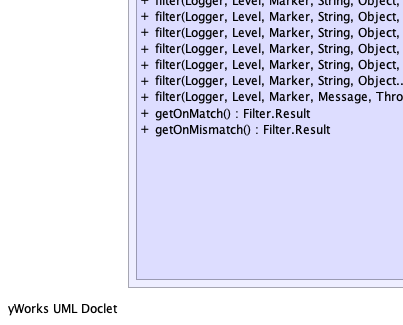 + filter(Logger, Level, Marker, String, Object,
+ filter(Logger, Level, Marker, String, Object,
+ filter(Logger, Level, Marker, String, Object,
+ filter(Logger, Level, Marker, String, Object,
+ filter(Logger, Level, Marker, String, Object,
+ filter(Logger, Level, Marker, String, Object..
+ filter(Logger, Level, Marker, Message, Thro
+ getOnMatch() : Filter.Result
+ getOnMismatch() : Filter.Result
yWorks UML Doclet